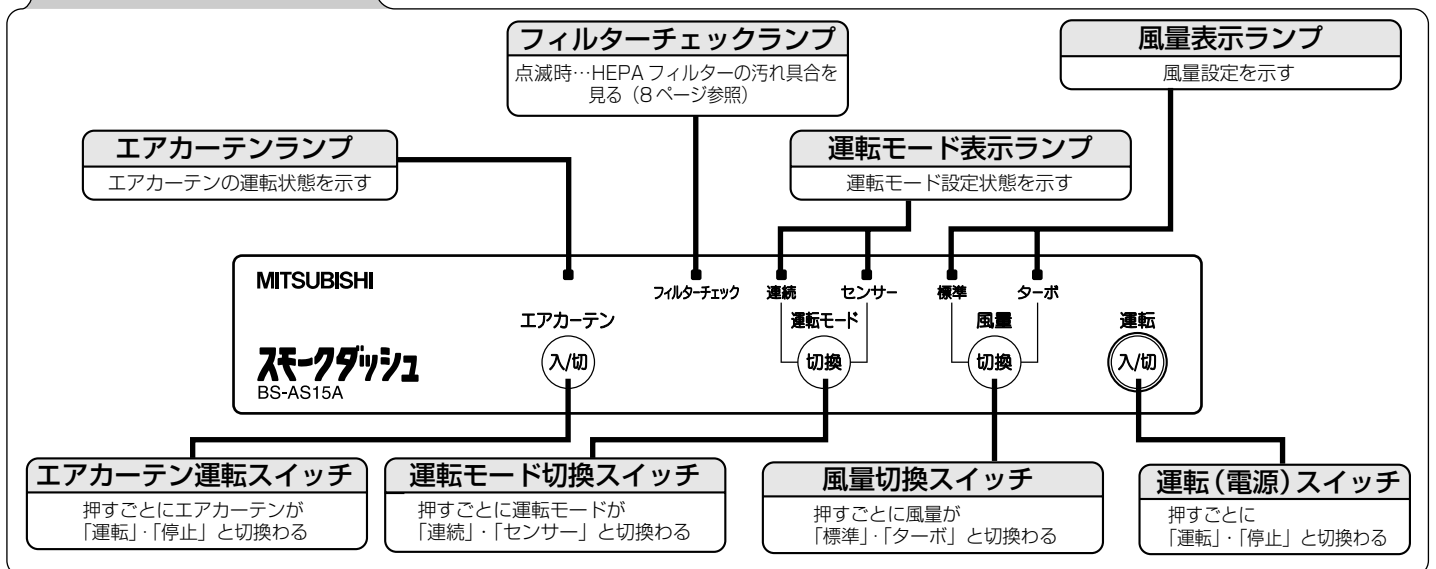 フィルターチェックランプ
点滅時…HEPAフィルターの汚れ具合を
見る（8ページ参照）
風量表示ランプ
風量設定を示す
エアカーテンランプ
エアカーテンの運転状態を示す
運転モード表示ランプ
運転モード設定状態を示す
MITSUBISHI
フィルターチェック 連続 センサー 標準 ターボ
エアカーテン 運転モード 風量 運転
スモークダッシュ
BS-AS15A
入/切 切換 切換 入/切
エアカーテン運転スイッチ
押すごとにエアカーテンが
「運転」・「停止」と切換わる
運転モード切換スイッチ
押すごとに運転モードが
「連続」・「センサー」と切換わる
風量切換スイッチ
押すごとに風量が
「標準」・「ターボ」と切換わる
運転（電源）スイッチ
押すごとに
「運転」・「停止」と切換わる